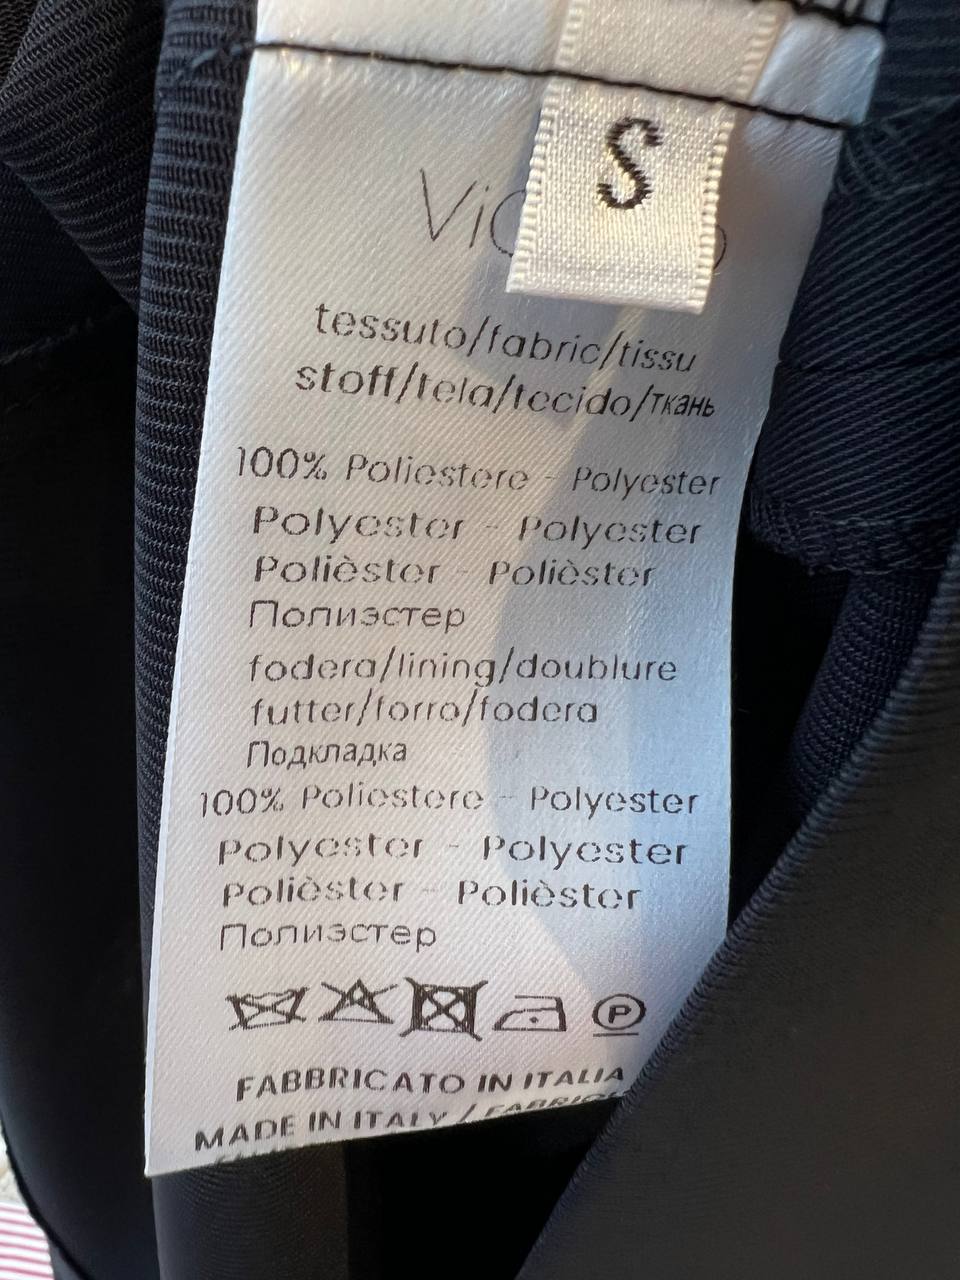 S
tessuto/fabric/tissu
stoff/tela/tecido/ткань
100% Poliestere - Polyester
Polyester - Polyester
Polièster - Polièster
Полиэстер
fodera/lining/doublure
futter/forro/fodera
Подкладка
100% Poliestere - Polyester
Polyester - Polyester
Polièster - Polièster
Полиэстер
P
FABBRICATO IN ITALIA
MADE IN ITALY /